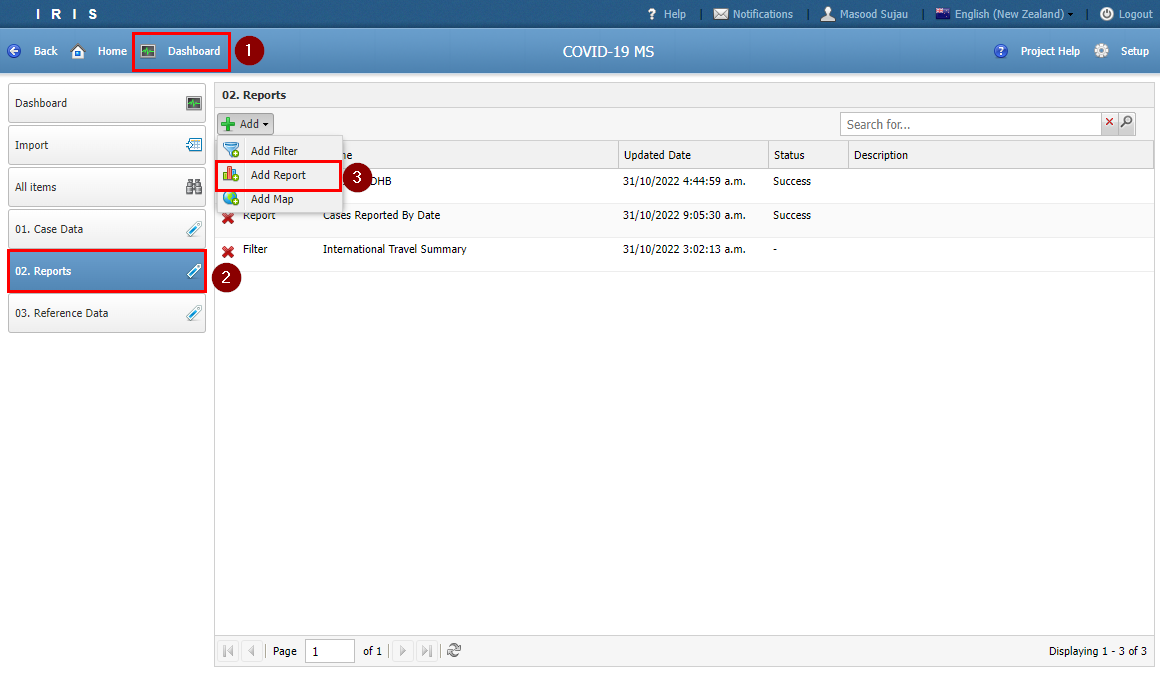 I R I S
Help | Notifications | Masood Sujau | English (New Zealand) | Logout
Back Home Dashboard 1 COVID-19 MS Project Help Setup
Dashboard
Import
All items
01. Case Data
02. Reports 2
03. Reference Data
02. Reports
Add
Search for...
Add Filter
Add Report 3
Add Map
Updated Date Status Description
DHB 31/10/2022 4:44:59 a.m. Success
Report Cases Reported By Date 31/10/2022 9:05:30 a.m. Success
Filter International Travel Summary 31/10/2022 3:02:13 a.m. -
Page 1 of 1
Displaying 1 - 3 of 3